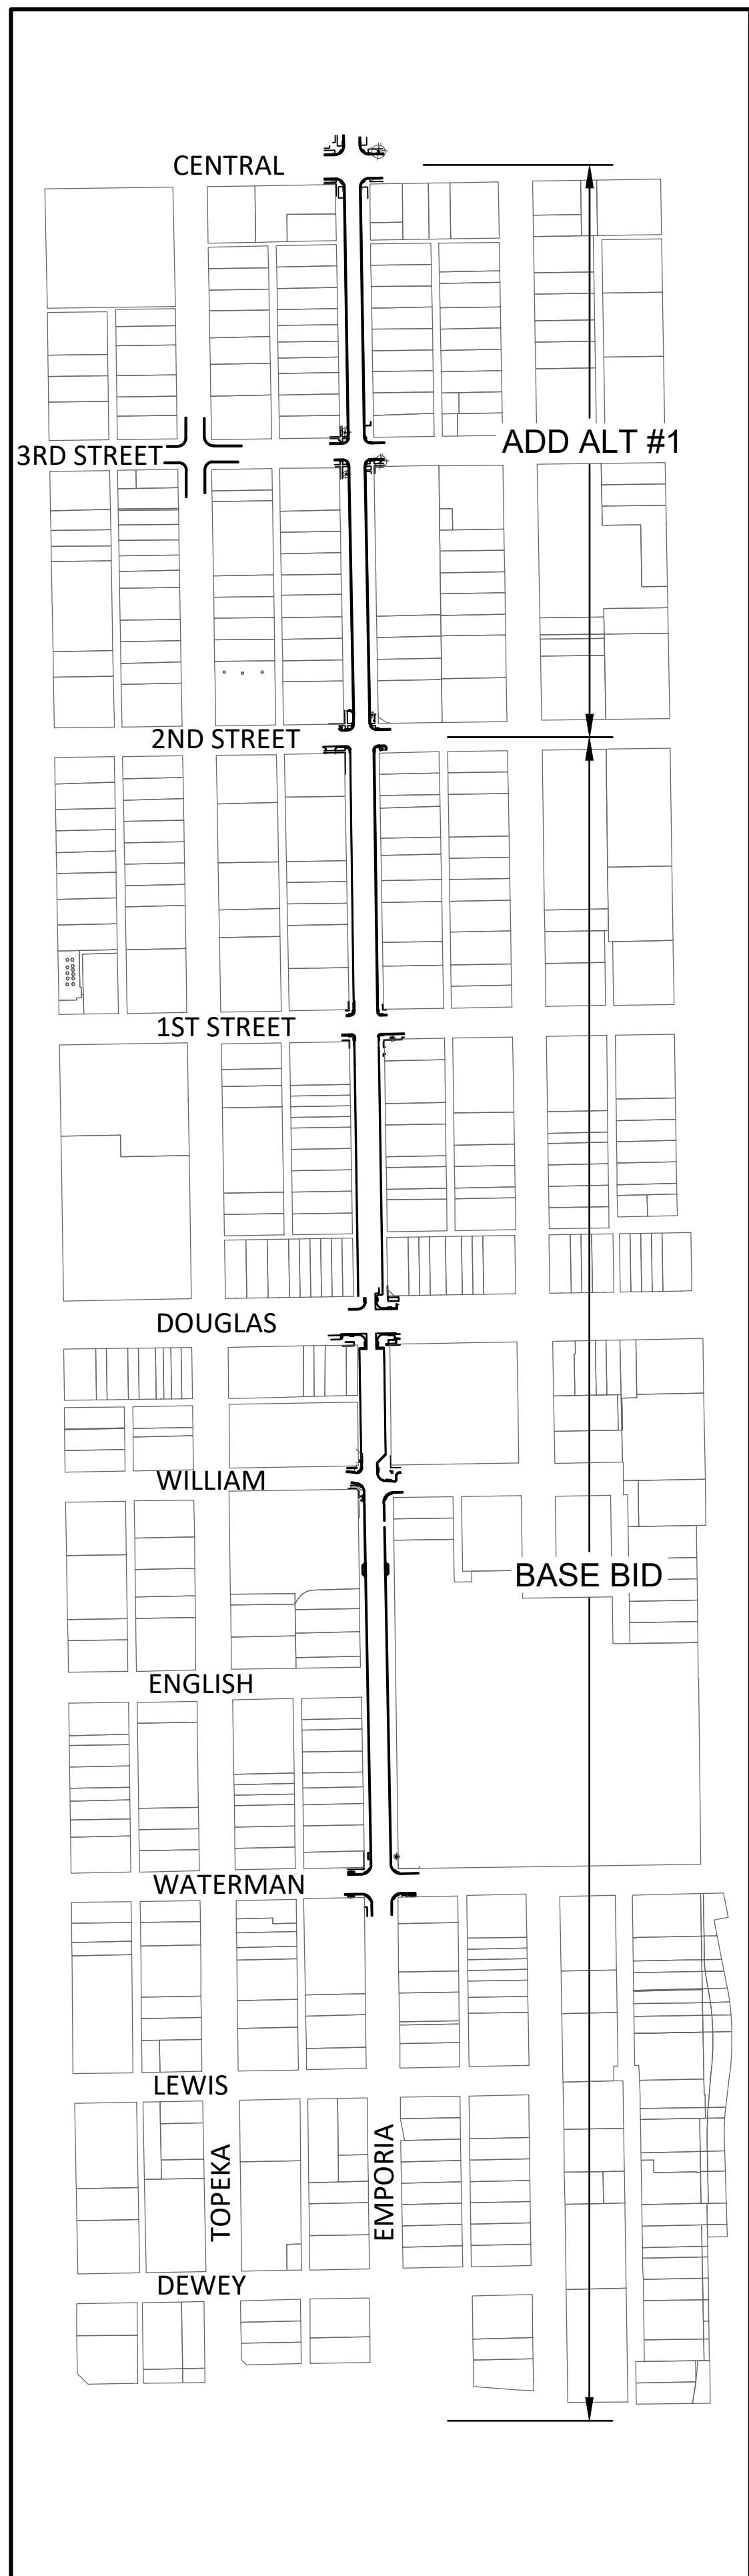 CENTRAL
ADD ALT #1
3RD STREET
2ND STREET
1ST STREET
DOUGLAS
WILLIAM
BASE BID
ENGLISH
WATERMAN
LEWIS
TOPEKA
EMPORIA
DEWEY